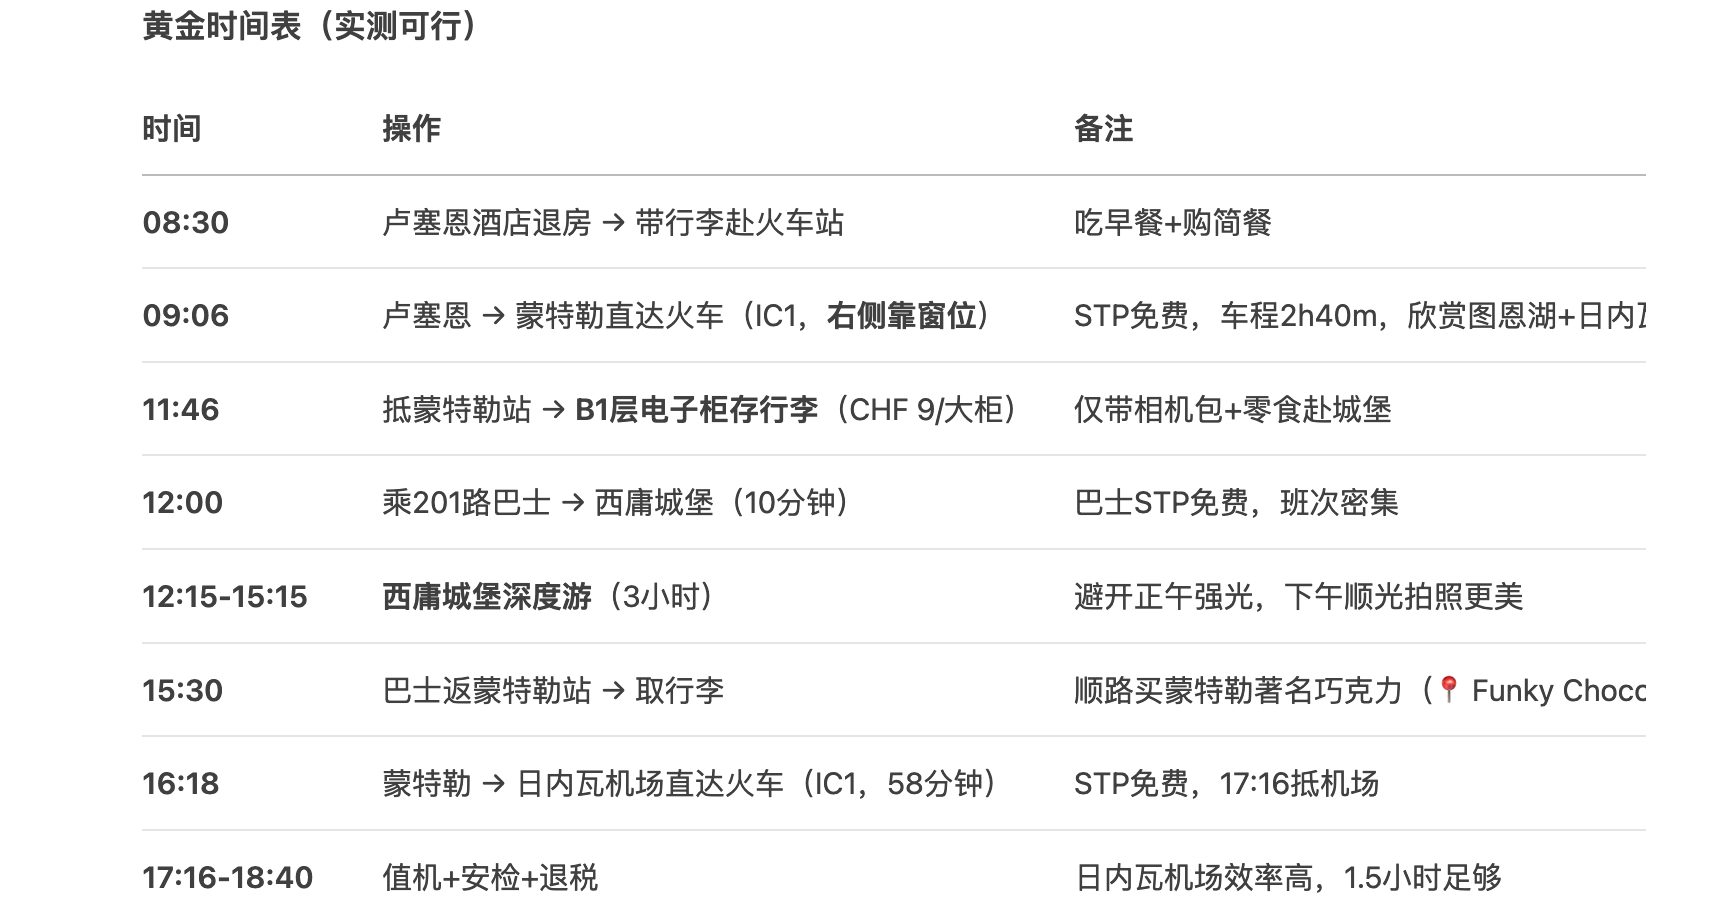 黄金时间表（实测可行）
时间 操作 备注
08:30 卢塞恩酒店退房 → 带行李赴火车站 吃早餐+购简餐
09:06 卢塞恩 → 蒙特勒直达火车（IC1，右侧靠窗位） STP免费，车程2h40m，欣赏图恩湖+日内
11:46 抵蒙特勒站 → B1层电子柜存行李（CHF 9/大柜） 仅带相机包+零食赴城堡
12:00 乘201路巴士 → 西庸城堡（10分钟） 巴士STP免费，班次密集
12:15-15:15 西庸城堡深度游（3小时） 避开正午强光，下午顺光拍照更美
15:30 巴士返蒙特勒站 → 取行李 顺路买蒙特勒著名巧克力（📍 Funky Choc
16:18 蒙特勒 → 日内瓦机场直达火车（IC1，58分钟） STP免费，17:16抵机场
17:16-18:40 值机+安检+退税 日内瓦机场效率高，1.5小时足够